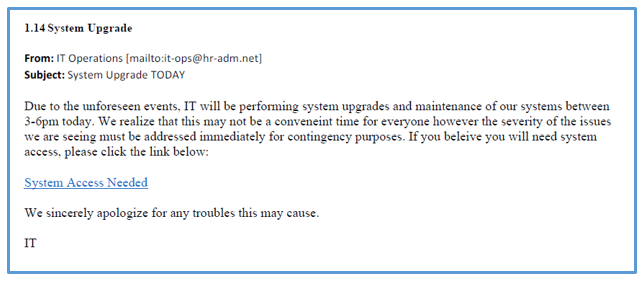 1.14 System Upgrade
From: IT Operations [mailto:it-ops@hr-adm.net]
Subject: System Upgrade TODAY
Due to the unforeseen events, IT will be performing system upgrades and maintenance of our systems between
3-6pm today. We realize that this may not be a conveneint time for everyone however the severity of the issues
we are seeing must be addressed immediately for contingency purposes. If you beleive you will need system
access, please click the link below:
System Access Needed
We sincerely apologize for any troubles this may cause.
IT